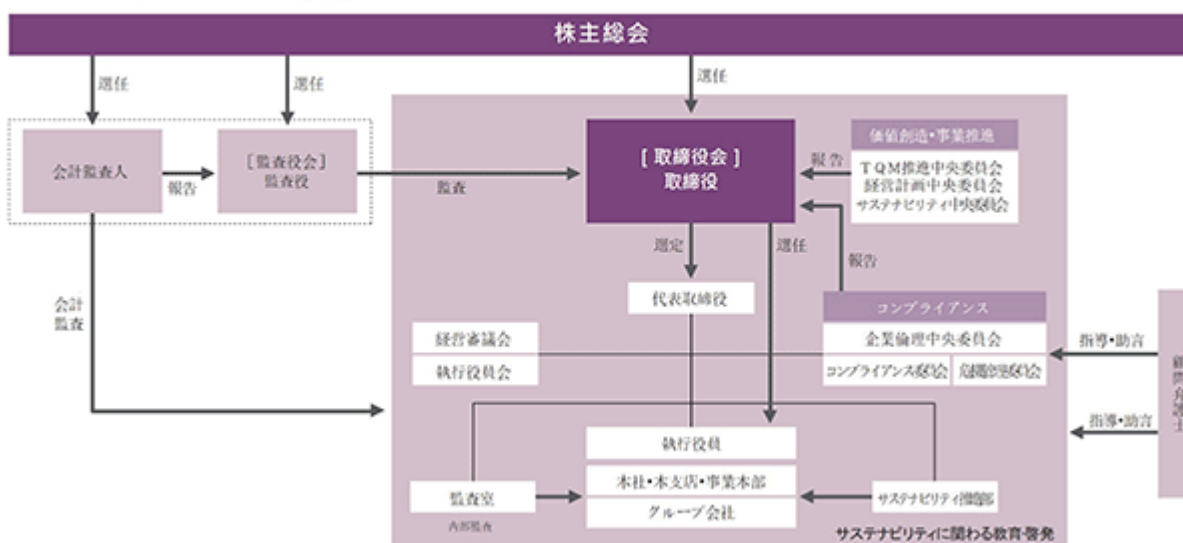 株主総会
選任
選任
選任
会計監査人
報告
[監査役会]
監査役
監査
[取締役会]
取締役
報告
価値創造・事業推進
TQM推進中央委員会
経営計画中央委員会
サステナビリティ中央委員会
選定
選任
報告
会計
監査
代表取締役
コンプライアンス
企業倫理中央委員会
コンプライアンス委員会
危機管理委員会
経営審議会
執行役員会
指導・助言
指導・助言
顧問弁護士
執行役員
本社・本支店・事業本部
グループ会社
監査室
内部監査
サステナビリティ推進部
サステナビリティに関わる教育・啓発